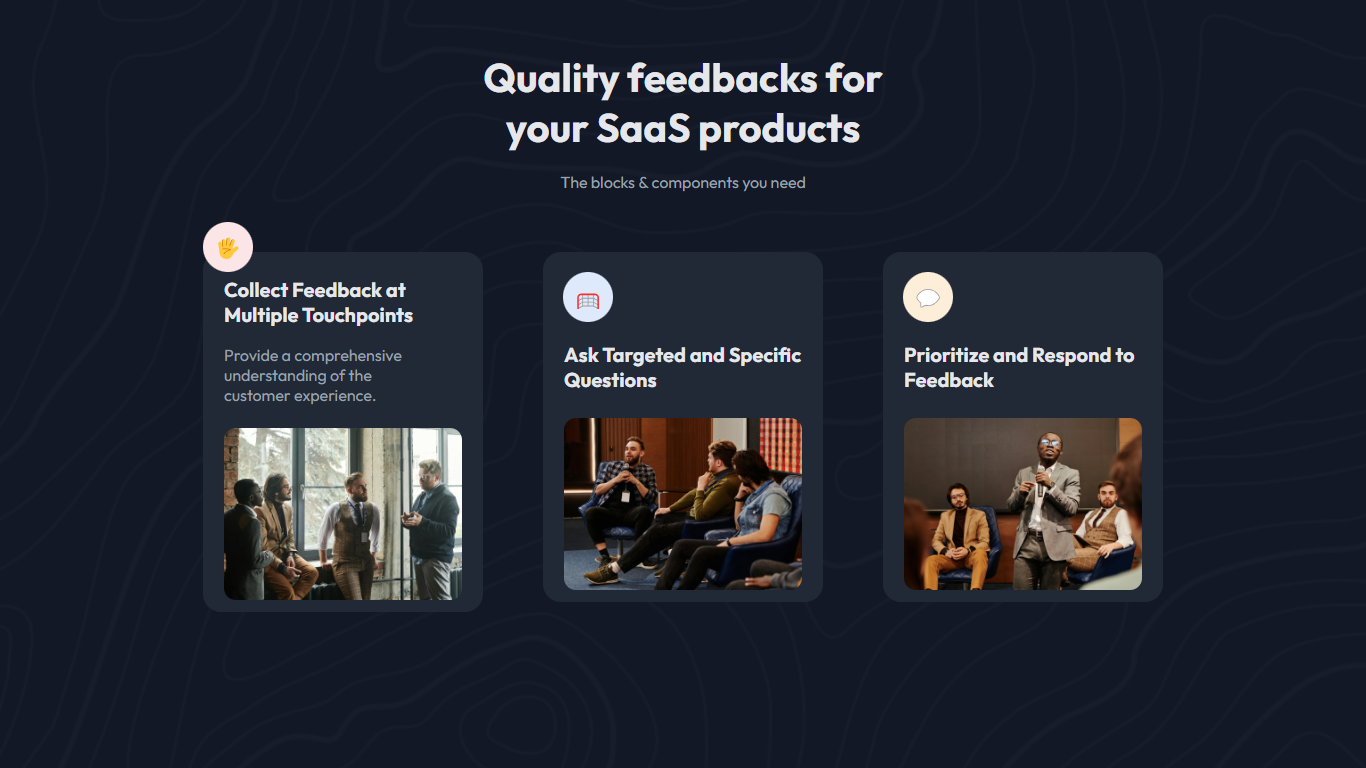 Quality feedbacks for
your SaaS products
The blocks & components you need
Collect Feedback at
Multiple Touchpoints
Provide a comprehensive
understanding of the
customer experience.
Ask Targeted and Specific
Questions
Prioritize and Respond to
Feedback